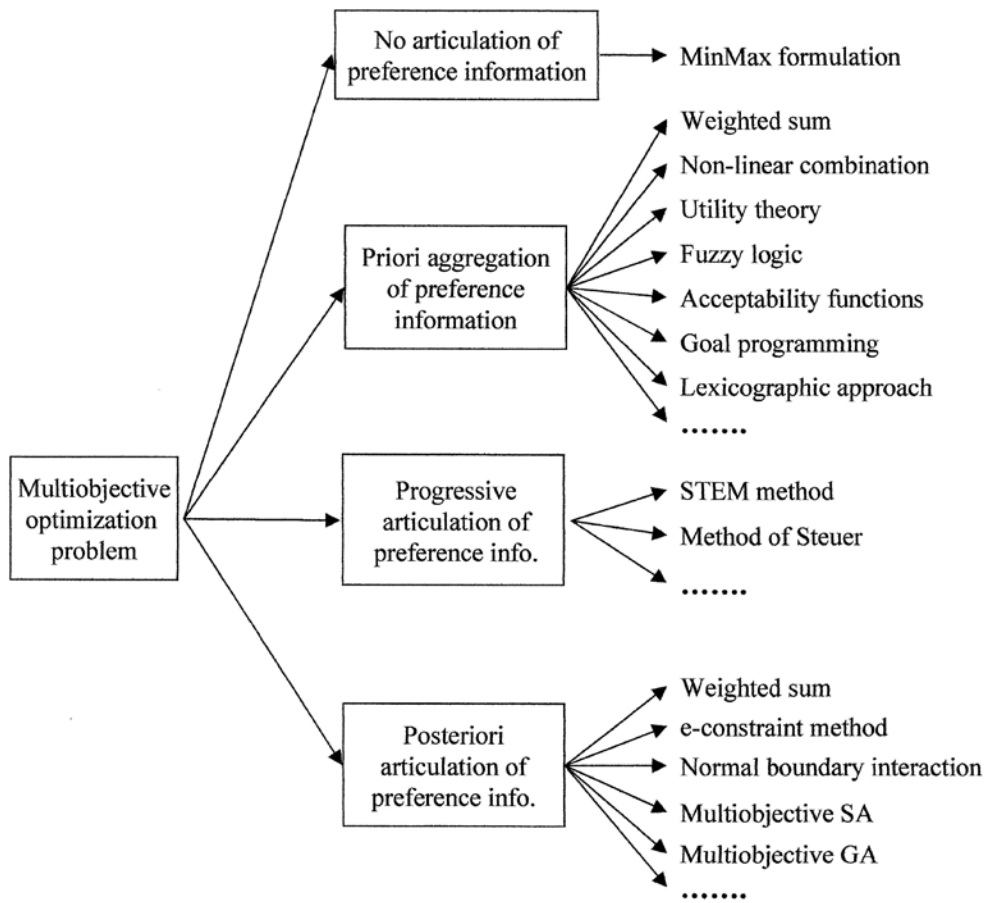 No articulation of
preference information
MinMax formulation
Weighted sum
Non-linear combination
Utility theory
Fuzzy logic
Acceptability functions
Goal programming
Lexicographic approach
.......
Priori aggregation
of preference
information
Multiobjective
optimization
problem
Progressive
articulation of
preference info.
STEM method
Method of Steuer
.......
Posteriori
articulation of
preference info.
Weighted sum
e-constraint method
Normal boundary interaction
Multiobjective SA
Multiobjective GA
.......